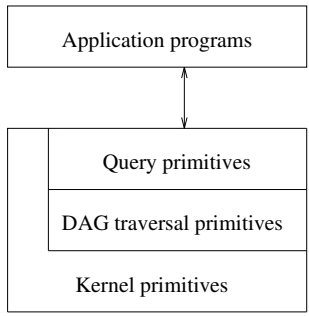 Application programs
Query primitives
DAG traversal primitives
Kernel primitives